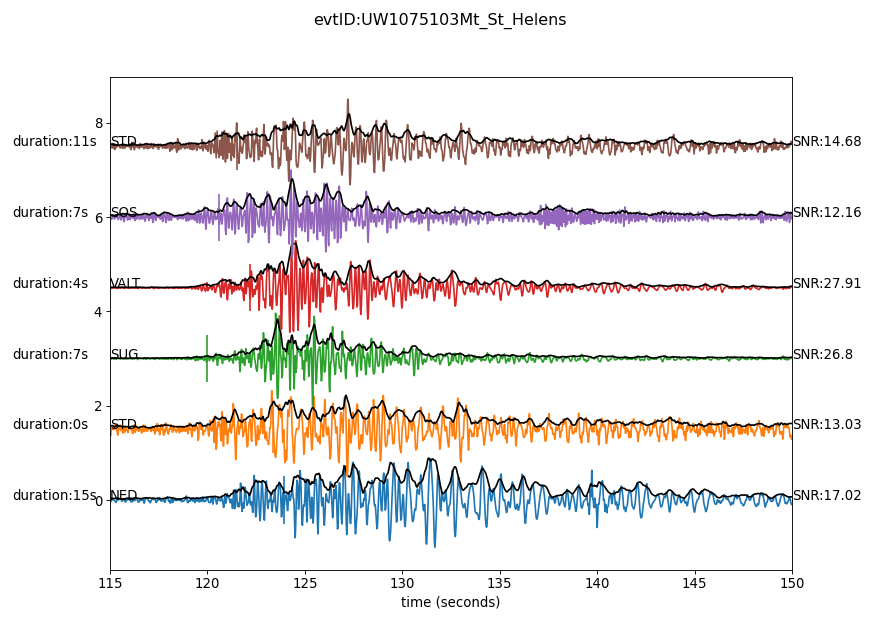 evtID:UW1075103Mt_St_Helens
8
duration:11s STD SNR:14.68
duration:7s SOS SNR:12.16
6
duration:4s VALT SNR:27.91
4
duration:7s SUG SNR:26.8
2
duration:0s STD SNR:13.03
duration:15s NED SNR:17.02
0
115 120 125 130 135 140 145 150
time (seconds)